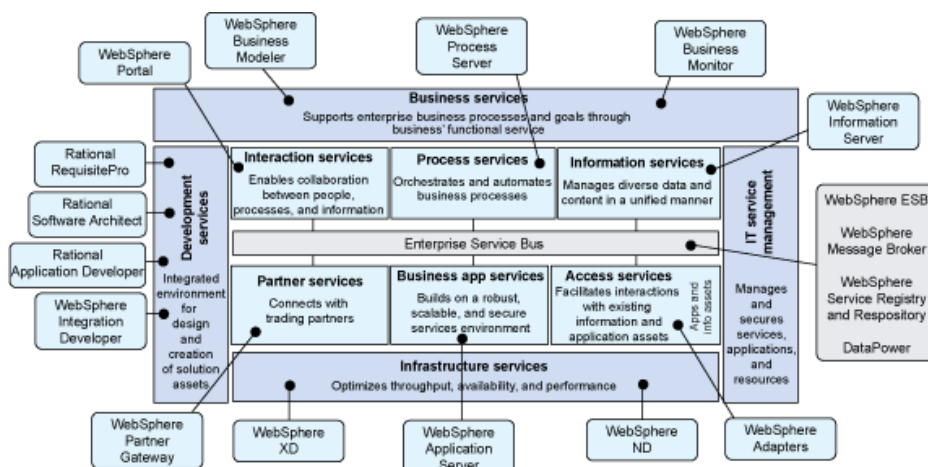 WebSphere
Business
Modeler
WebSphere
Process
Server
WebSphere
Business
Monitor
WebSphere
Portal
Business services
Supports enterprise business processes and goals through
business' functional service
WebSphere
Information
Server
Rational
RequisitePro
Rational
Software Architect
Rational
Application Developer
WebSphere
Integration
Developer
Development
services
Integrated
environment
for
design
and
creation
of solution
assets
Interaction services
Enables collaboration
between people,
processes, and information
Process services
Orchestrates and automates
business processes
Information services
Manages diverse data and
content in a unified manner
IT service
management
Manages
and
secures
services,
applications,
and
resources
WebSphere ESB
WebSphere
Message Broker
WebSphere
Service Registry
and Respository
DataPower
Enterprise Service Bus
Partner services
Connects with
trading partners
Business app services
Builds on a robust,
scalable, and secure
services environment
Access services
Facilitates interactions
with existing
information and
application assets
Apps and
info assets
Infrastructure services
Optimizes throughput, availability, and performance
WebSphere
Partner
Gateway
WebSphere
XD
WebSphere
Application
Server
WebSphere
ND
WebSphere
Adapters